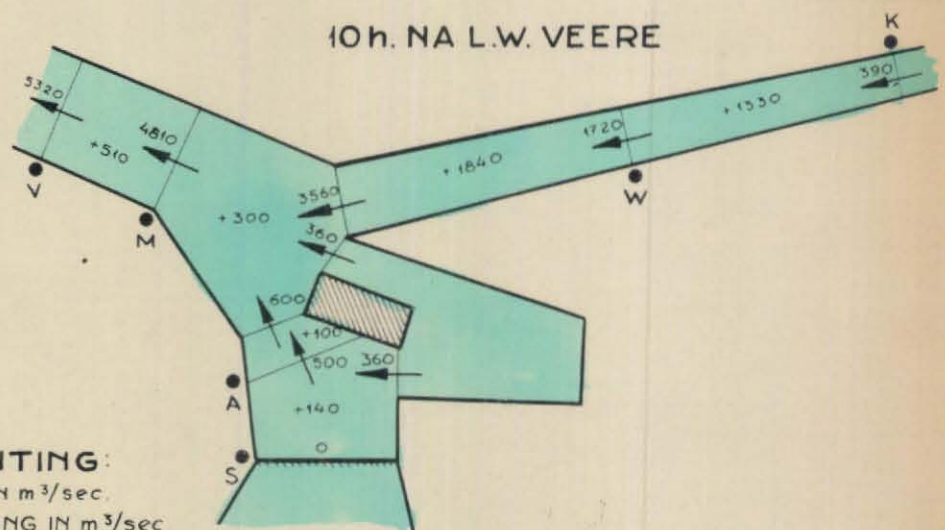 10h. NA L.W. VEERE
K
390
+1330
1720
W
+1840
3560
5320
+510
4810
V
M
+300
360
600
+100
500
360
A
+140
0
S
ITING:
N m³/sec.
NG IN m³/sec